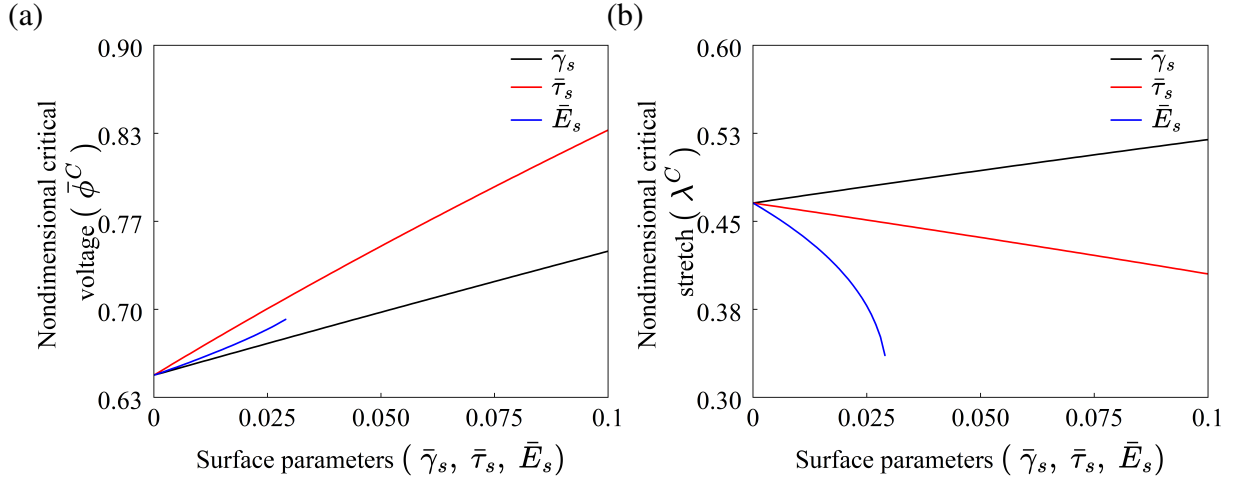 (a)
Nondimensional critical
voltage ( ϕ̄^C )
0.90
0.83
0.77
0.70
0.63
0
0.025
0.050
0.075
0.1
γ̄_s
τ̄_s
Ē_s
Surface parameters ( γ̄_s, τ̄_s, Ē_s )
(b)
Nondimensional critical
stretch ( λ^C )
0.60
0.53
0.45
0.38
0.30
0
0.025
0.050
0.075
0.1
γ̄_s
τ̄_s
Ē_s
Surface parameters ( γ̄_s, τ̄_s, Ē_s )